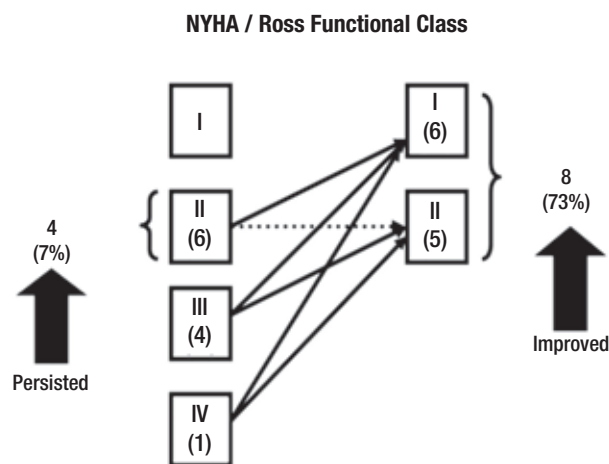 NYHA / Ross Functional Class
I
II
(6)
III
(4)
IV
(1)
I
(6)
II
(5)
4
(7%)
Persisted
8
(73%)
Improved